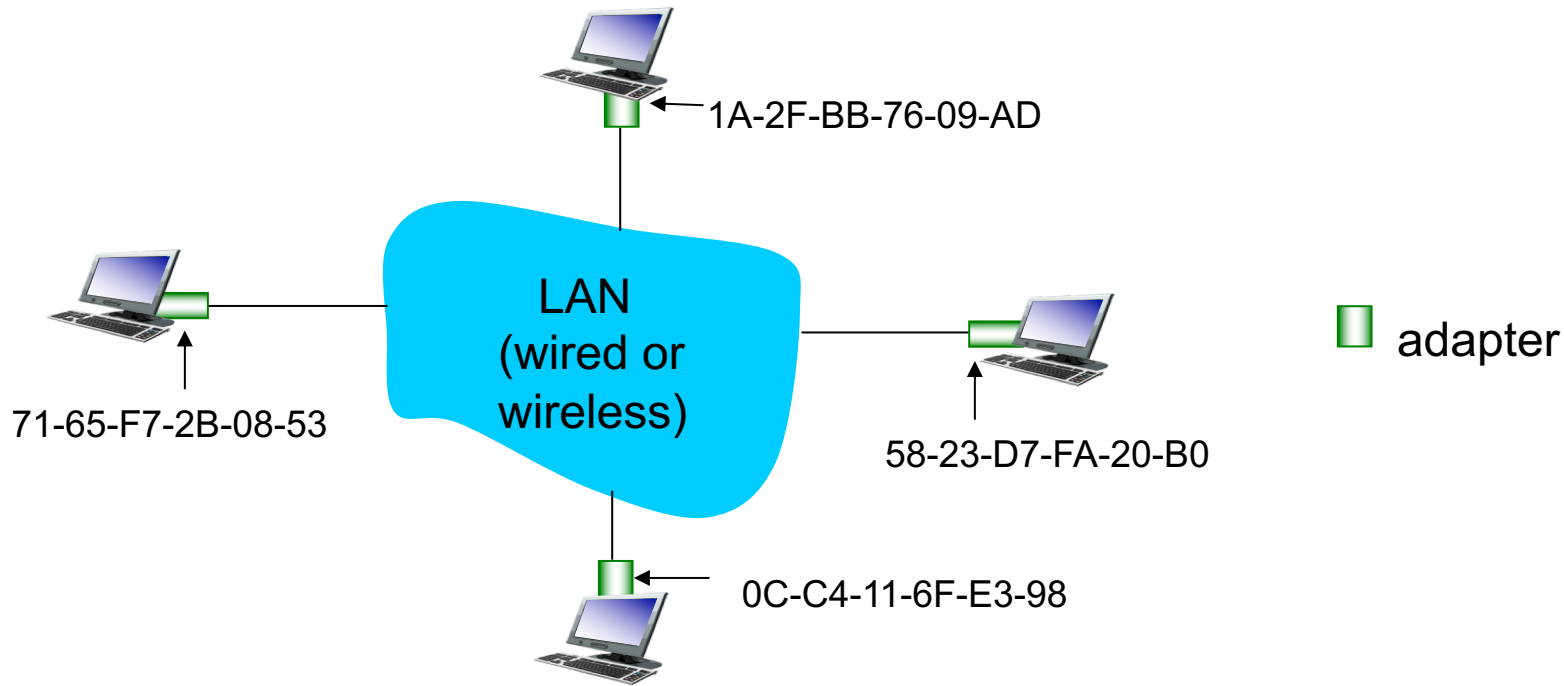 1A-2F-BB-76-09-AD
LAN
(wired or
wireless)
adapter
71-65-F7-2B-08-53
58-23-D7-FA-20-B0
0C-C4-11-6F-E3-98